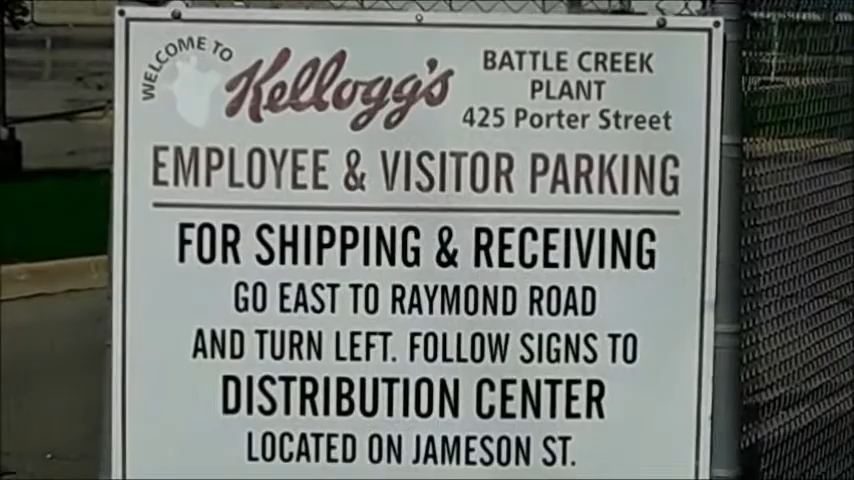 WELCOME TO
Kellogg's
BATTLE CREEK
PLANT
425 Porter Street
EMPLOYEE & VISITOR PARKING
FOR SHIPPING & RECEIVING
GO EAST TO RAYMOND ROAD
AND TURN LEFT. FOLLOW SIGNS TO
DISTRIBUTION CENTER
LOCATED ON JAMESON ST.